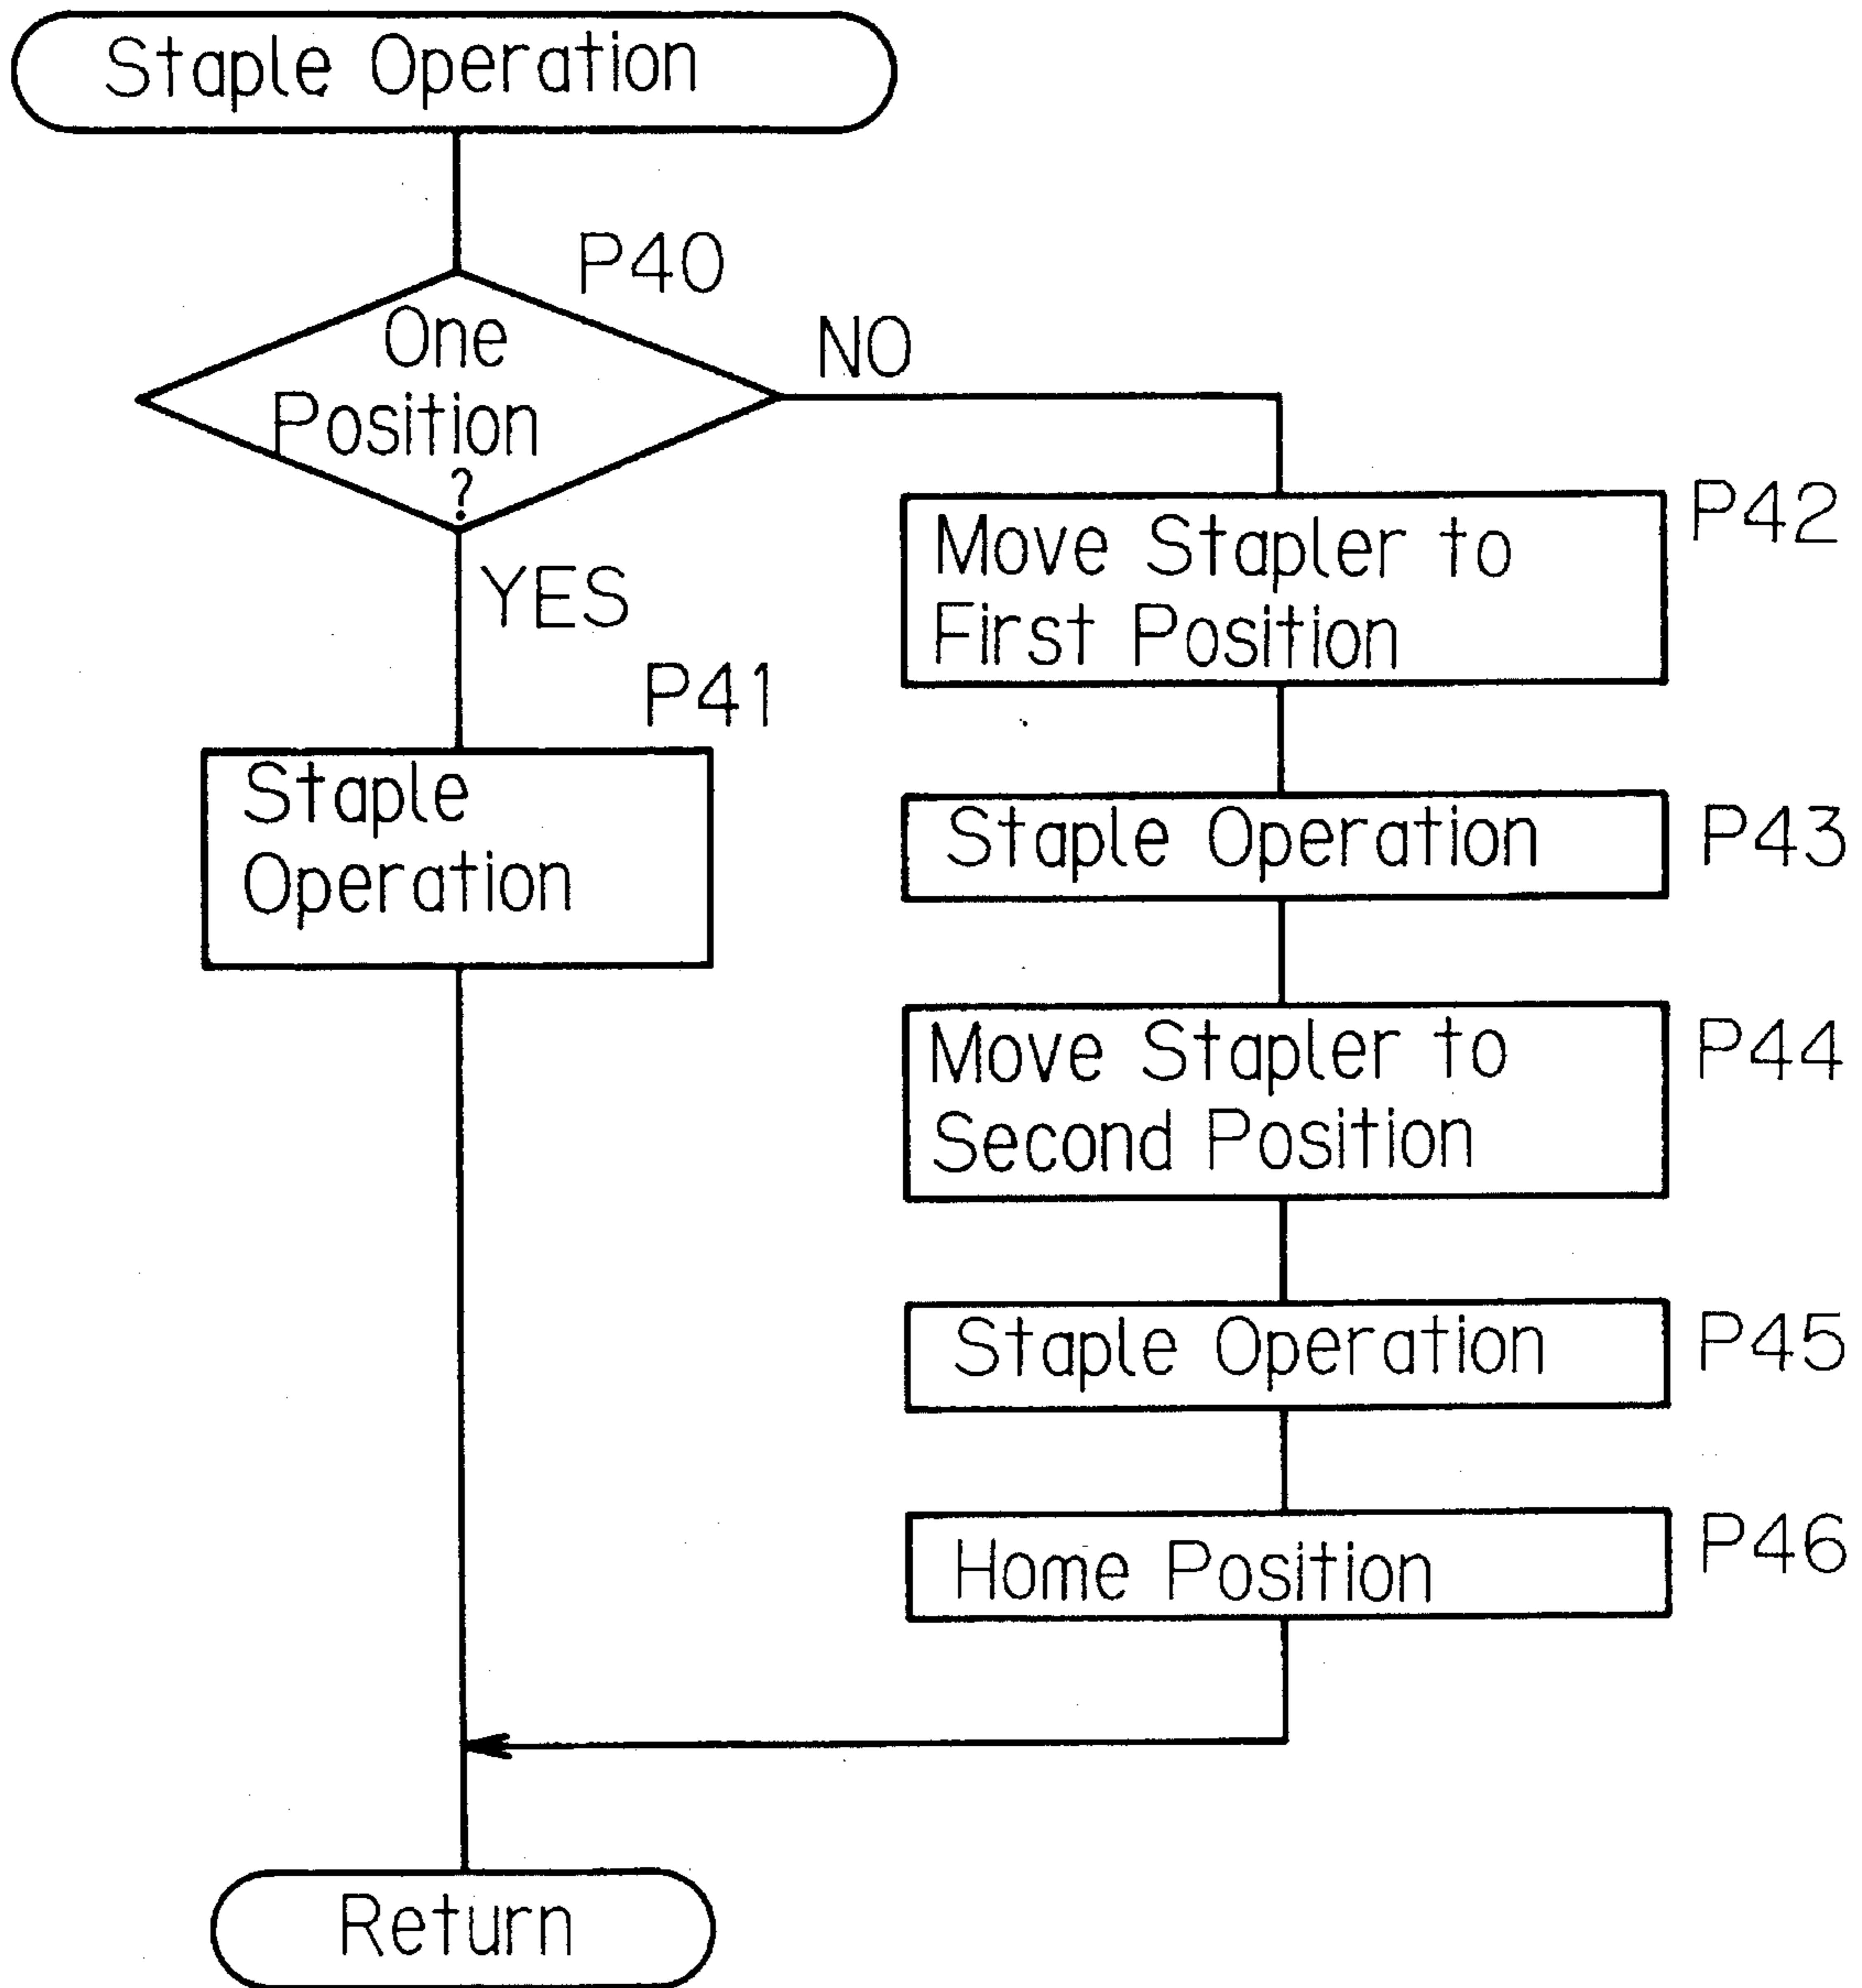 Staple Operation
P40
One
Position
?
NO
YES
P41
Staple
Operation
P42
Move Stapler to
First Position
Staple Operation
P43
Move Stapler to
Second Position
P44
Staple Operation
P45
Home Position
P46
Return